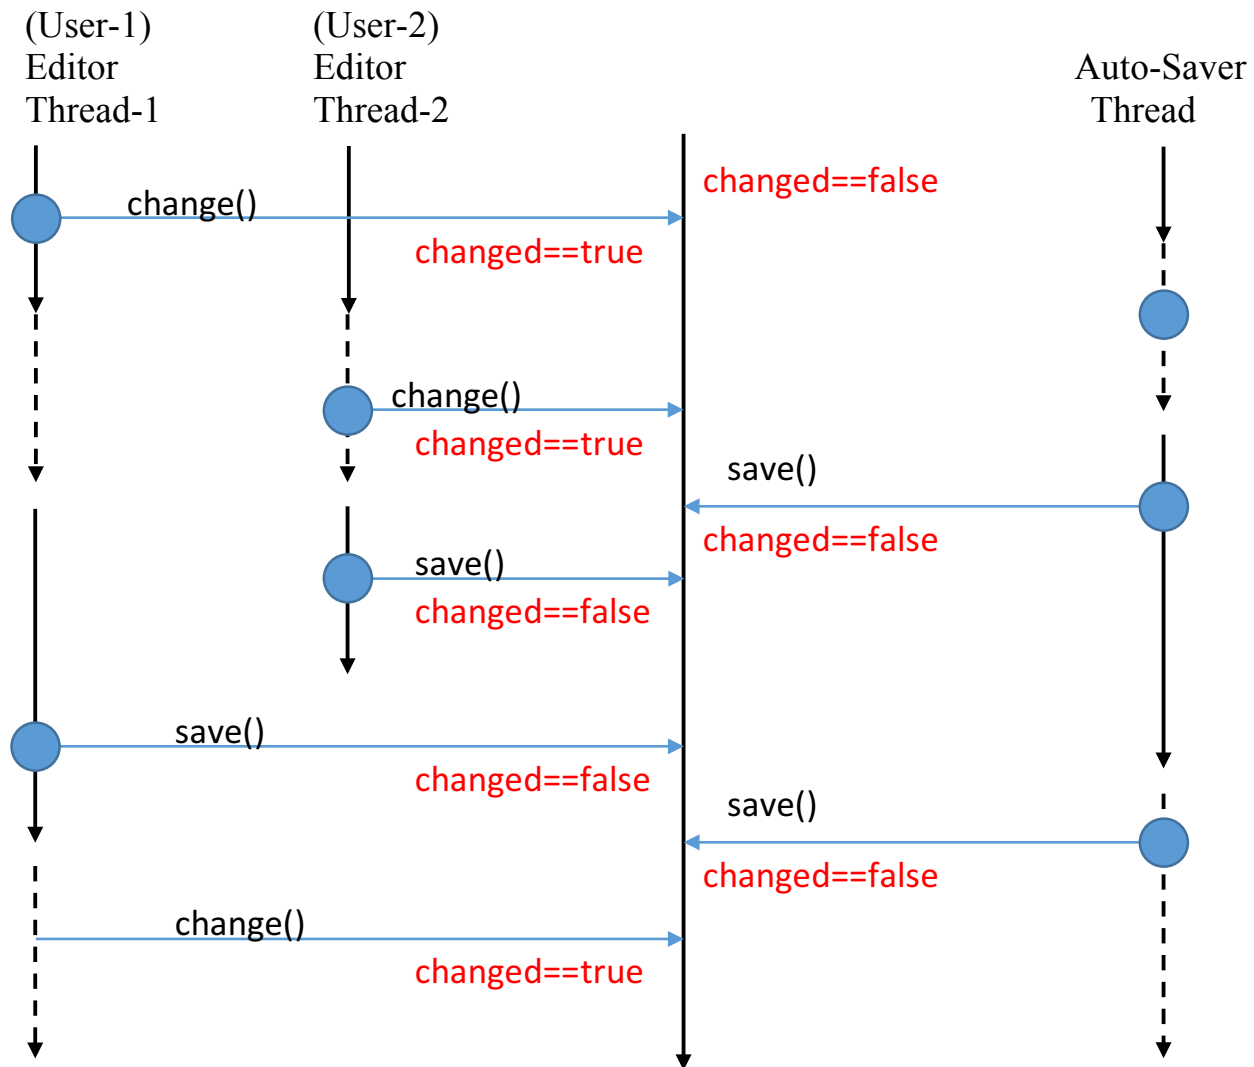 (User-1)
Editor
Thread-1
(User-2)
Editor
Thread-2
Auto-Saver
Thread
changed==false
change()
changed==true
change()
changed==true
save()
changed==false
save()
changed==false
save()
changed==false
save()
changed==false
change()
changed==true